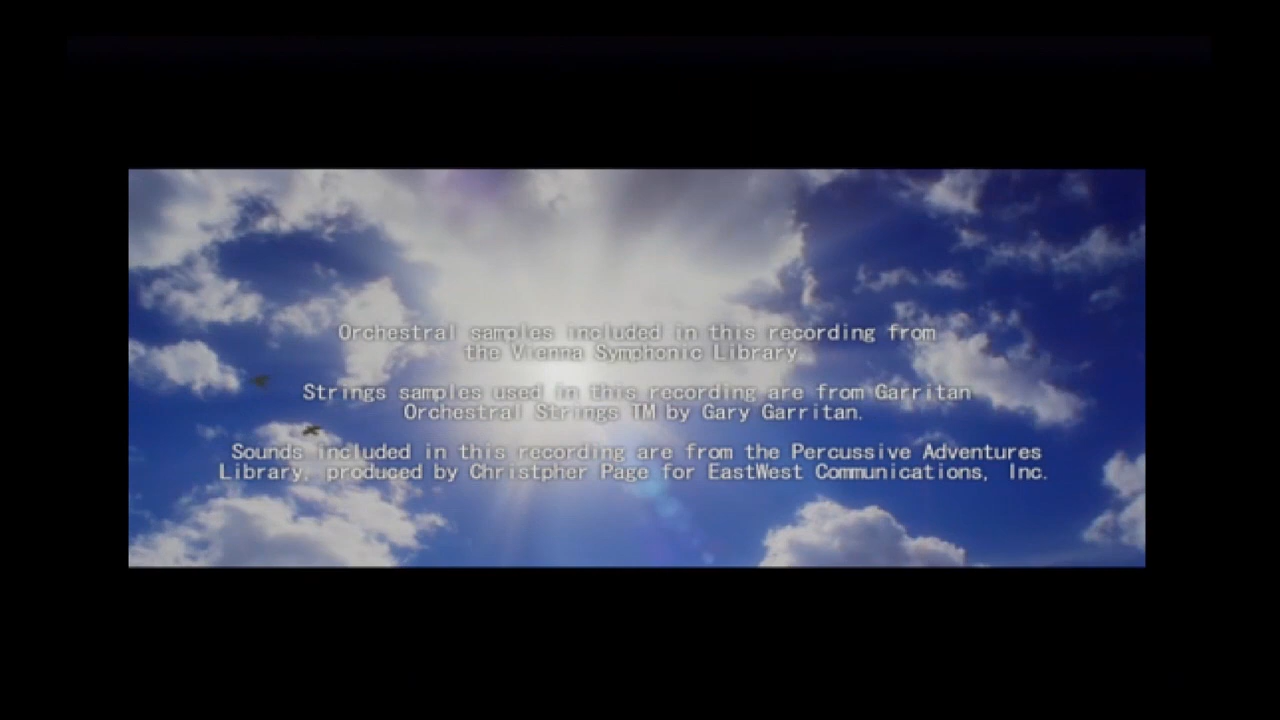 Orchestral samples included in this recording from
the Vienna Symphonic Library
Strings samples used in this recording are from Garritan
Orchestral Strings TM by Gary Garritan.
Sounds included in this recording are from the Percussive Adventures
Library, produced by Christpher Page for EastWest Communications, Inc.